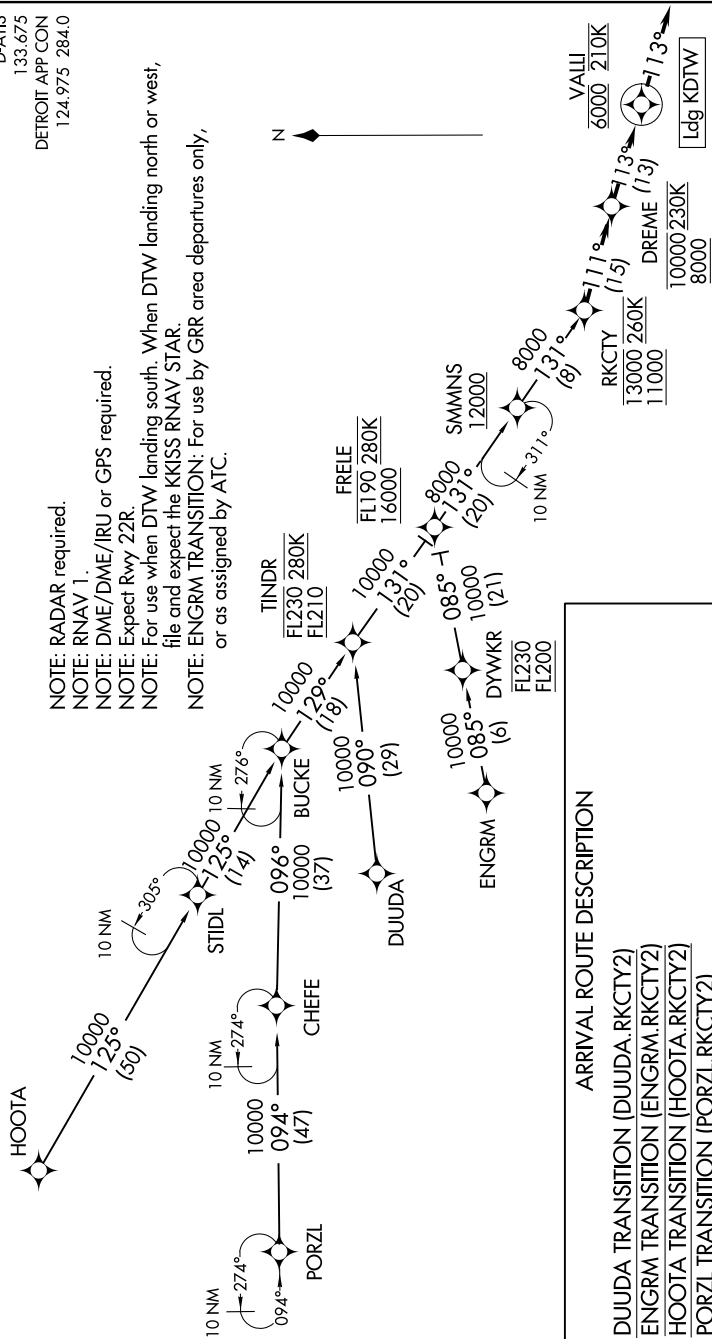 D-ATIS
133.675
DETROIT APP CON
124.975 284.0
NOTE: RADAR required.
NOTE: RNAV 1.
NOTE: DME/DME/IRU or GPS required.
NOTE: Expect Rwy 22R.
NOTE: For use when DTW landing south. When DTW landing north or west,
file and expect the KKISS RNAV STAR.
NOTE: ENGRM TRANSITION: For use by GRR area departures only,
or as assigned by ATC.
N
HOOTA
10000
125°
(50)
10 NM
305°
STIDL
10000
125°
(14)
10 NM
276°
BUCKE
10 NM
274°
094°
PORZL
10000
094°
(47)
10 NM
274°
CHEFE
096°
10000
(37)
10000
129°
(18)
TINDR
FL230 280K
FL210
DUUDA
10000
090°
(29)
10000
131°
(20)
FRELE
FL190 280K
16000
ENGRM
10000
085°
(6)
DYWKR
FL230
FL200
085°
10000
(21)
8000
131°
(20)
SMMNS
12000
10 NM
311°
8000
131°
(8)
RKCTY
13000 260K
11000
111°
(15)
DREME
10000 230K
8000
113°
(13)
VALLI
6000 210K
113°
Ldg KDTW
ARRIVAL ROUTE DESCRIPTION
DUUDA TRANSITION (DUUDA.RKCTY2)
ENGRM TRANSITION (ENGRM.RKCTY2)
HOOTA TRANSITION (HOOTA.RKCTY2)
PORZL TRANSITION (PORZL.RKCTY2)